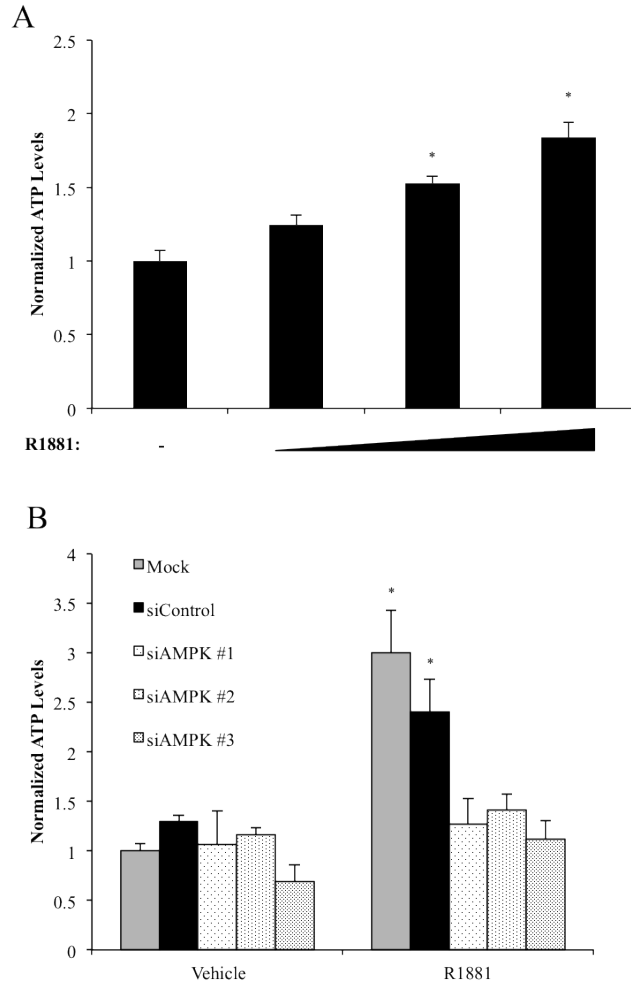 A
2.5
2
1.5
1
0.5
0
Normalized ATP Levels
*
*
R1881:
-
B
4
3.5
3
2.5
2
1.5
1
0.5
0
Normalized ATP Levels
Mock
siControl
siAMPK #1
siAMPK #2
siAMPK #3
*
*
Vehicle
R1881